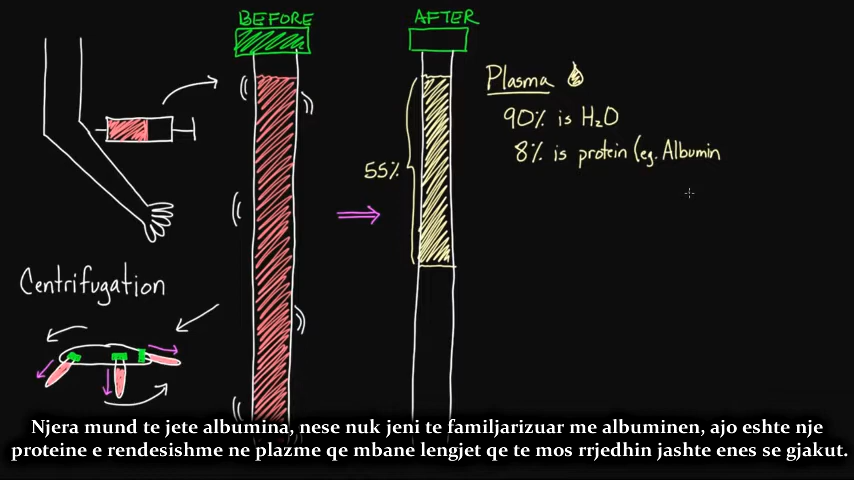 BEFORE
AFTER
Plasma
90% is H₂O
8% is protein (eg. Albumin
55%
Centrifugation
Njera mund te jete albumina, nese nuk jeni te familjarizuar me albuminen, ajo eshte nje
proteine e rendesishme ne plazme qe mbane lengjet qe te mos rrjedhin jashte enes se gjakut.